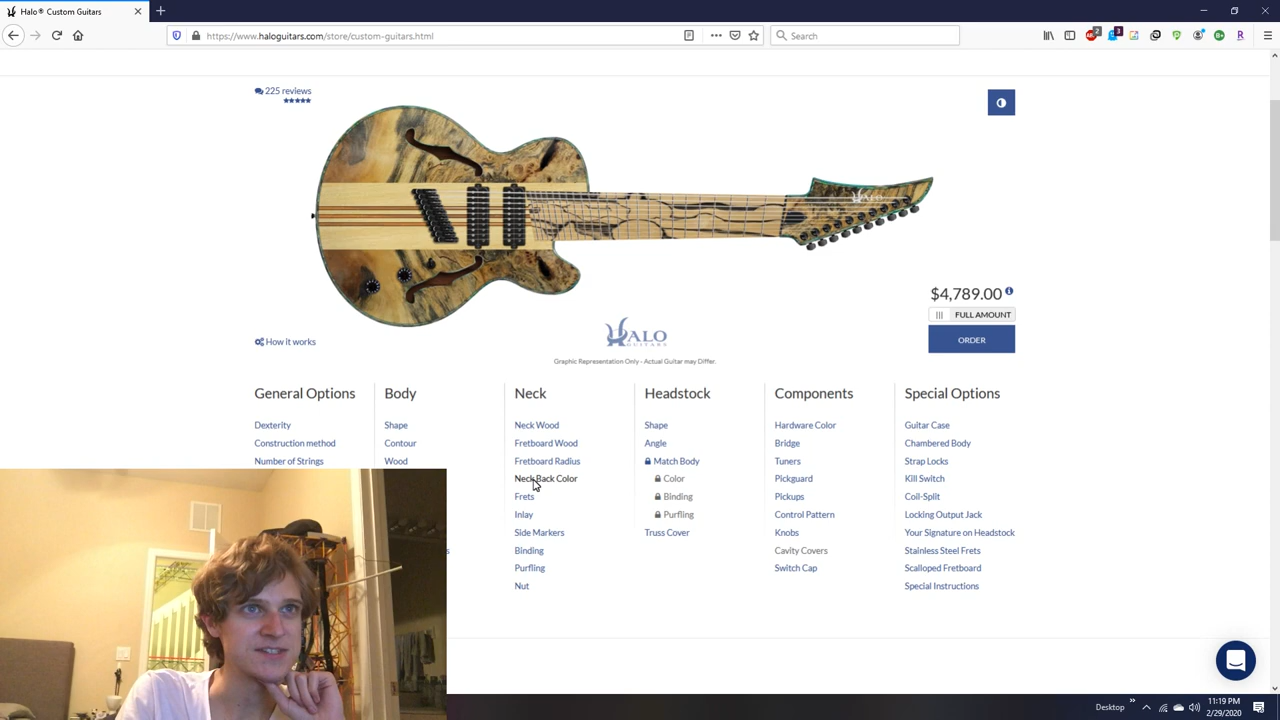 Halo® Custom Guitars
https://www.haloguitars.com/store/custom-guitars.html
Search
225 reviews
HALO
$4,789.00
FULL AMOUNT
ORDER
How it works
HALO
GUITARS
Graphic Representation Only - Actual Guitar may Differ.
General Options
Dexterity
Construction method
Number of Strings
Body
Shape
Contour
Wood
Neck
Neck Wood
Fretboard Wood
Fretboard Radius
Neck Back Color
Frets
Inlay
Side Markers
Binding
Purfling
Nut
Headstock
Shape
Angle
Match Body
Color
Binding
Purfling
Truss Cover
Components
Hardware Color
Bridge
Tuners
Pickguard
Pickups
Control Pattern
Knobs
Cavity Covers
Switch Cap
Special Options
Guitar Case
Chambered Body
Strap Locks
Kill Switch
Coil-Split
Locking Output Jack
Your Signature on Headstock
Stainless Steel Frets
Scalloped Fretboard
Special Instructions
Desktop
11:19 PM
2/29/2020